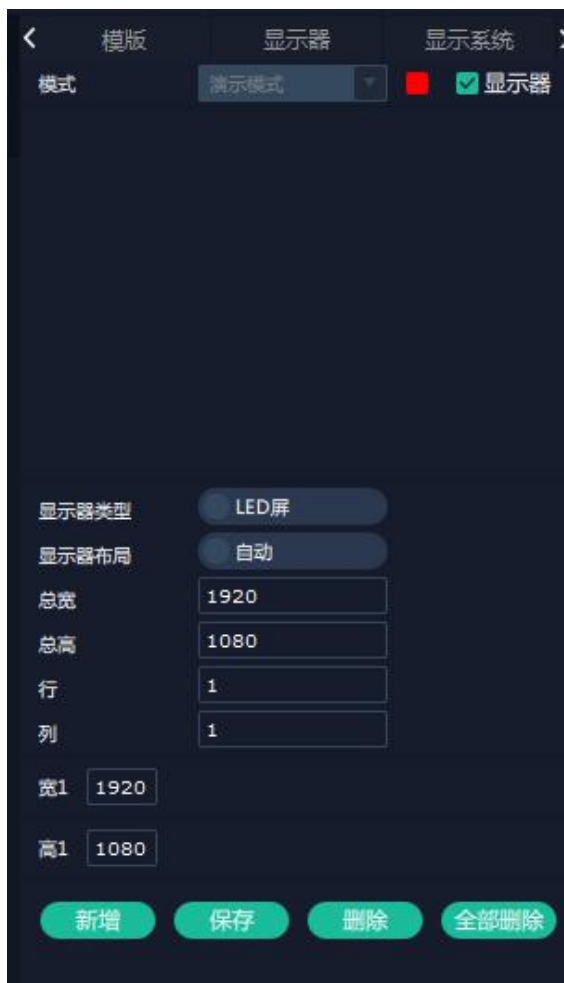 模版 显示器 显示系统
模式 演示模式 显示器
显示器类型 LED屏
显示器布局 自动
总宽 1920
总高 1080
行 1
列 1
宽1 1920
高1 1080
新增 保存 删除 全部删除